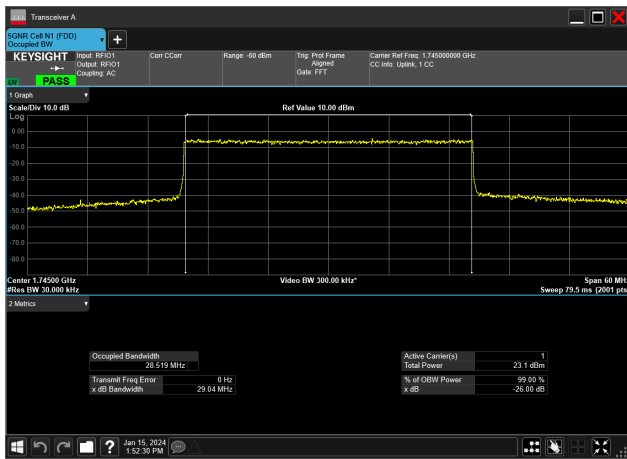 Transceiver A
5GNR Cell N1 (FDD)
Occupied BW
KEYSIGHT
LXI
PASS
Input: RFIO1
Output: RFIO1
Coupling: AC
Corr CCorr
Range: -60 dBm
Trig: Prot Frame
Aligned
Gate: FFT
Carrier Ref Freq: 1.745000000 GHz
CC Info: Uplink, 1 CC
1 Graph
Scale/Div 10.0 dB
Ref Value 10.00 dBm
Log
0.00
-10.0
-20.0
-30.0
-40.0
-50.0
-60.0
-70.0
-80.0
Center 1.74500 GHz
Video BW 300.00 kHz*
Span 60 MHz
#Res BW 30.000 kHz
Sweep 79.5 ms (2001 pts
2 Metrics
Occupied Bandwidth
28.519 MHz
Transmit Freq Error 0 Hz
x dB Bandwidth 29.04 MHz
Active Carrier(s) 1
Total Power 23.1 dBm
% of OBW Power 99.00 %
x dB -26.00 dB
Jan 15, 2024
1:52:30 PM